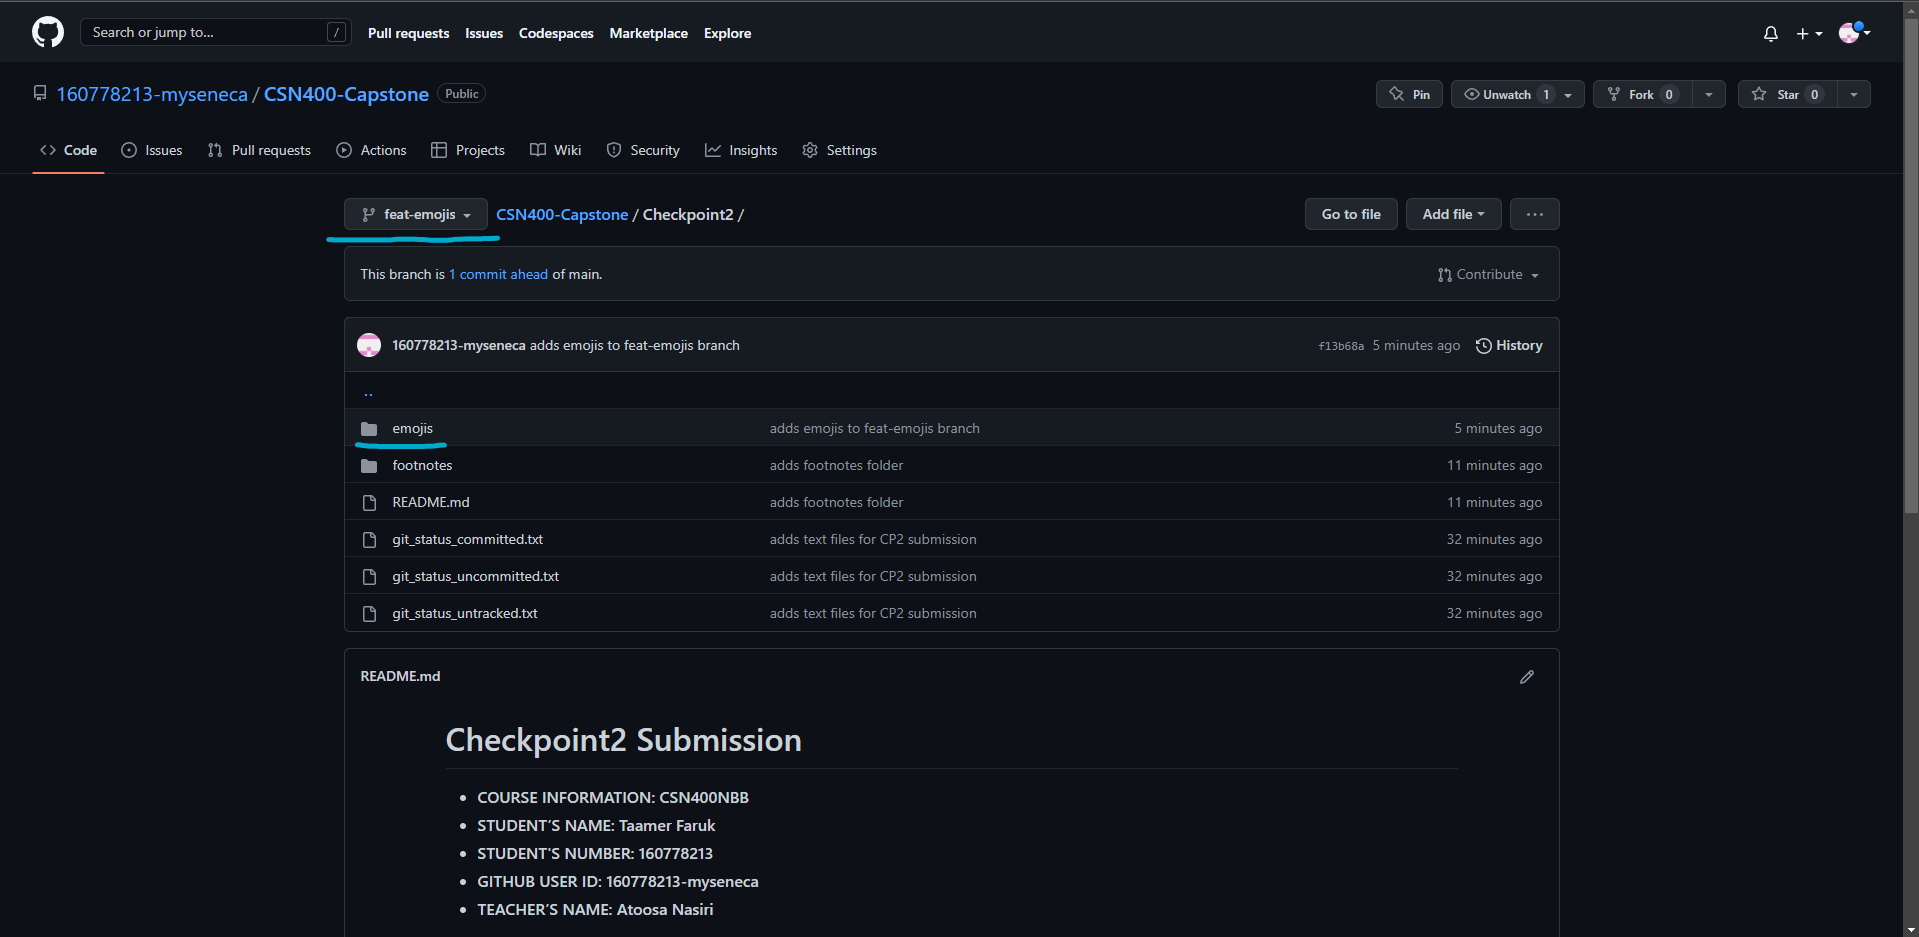 Search or jump to... /
Pull requests Issues Codespaces Marketplace Explore
160778213-myseneca / CSN400-Capstone Public
Pin Unwatch 1 Fork 0 Star 0
Code Issues Pull requests Actions Projects Wiki Security Insights Settings
feat-emojis CSN400-Capstone / Checkpoint2 /
Go to file Add file ...
This branch is 1 commit ahead of main.
Contribute
160778213-myseneca adds emojis to feat-emojis branch f13b68a 5 minutes ago History
..
emojis adds emojis to feat-emojis branch 5 minutes ago
footnotes adds footnotes folder 11 minutes ago
README.md adds footnotes folder 11 minutes ago
git_status_committed.txt adds text files for CP2 submission 32 minutes ago
git_status_uncommitted.txt adds text files for CP2 submission 32 minutes ago
git_status_untracked.txt adds text files for CP2 submission 32 minutes ago
README.md
Checkpoint2 Submission
• COURSE INFORMATION: CSN400NBB
• STUDENT'S NAME: Taamer Faruk
• STUDENT'S NUMBER: 160778213
• GITHUB USER ID: 160778213-myseneca
• TEACHER'S NAME: Atoosa Nasiri